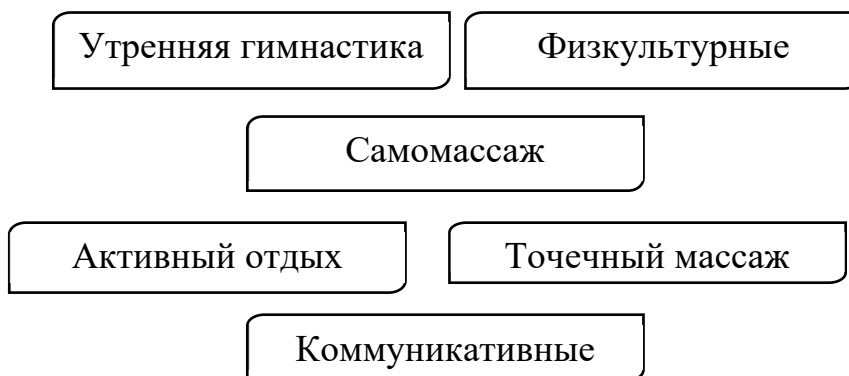 Утренняя гимнастика
Физкультурные
Самомассаж
Активный отдых
Точечный массаж
Коммуникативные